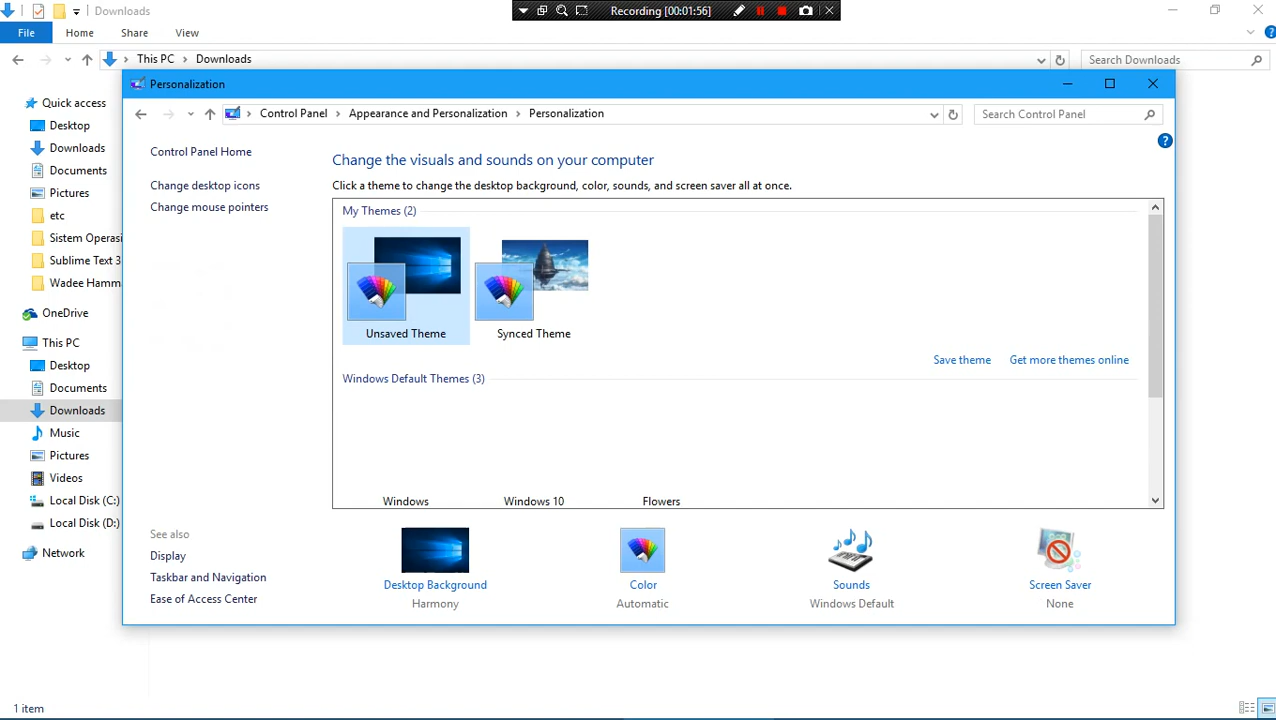 Downloads
Recording [00:01:56]
File Home Share View
This PC Downloads
Search Downloads
Personalization
Control Panel Appearance and Personalization Personalization
Search Control Panel
Quick access
Desktop
Downloads
Documents
Pictures
etc
Sistem Operasi
Sublime Text 3
Wadee Hamm
OneDrive
This PC
Desktop
Documents
Downloads
Music
Pictures
Videos
Local Disk (C:)
Local Disk (D:)
Network
Control Panel Home
Change desktop icons
Change mouse pointers
Change the visuals and sounds on your computer
Click a theme to change the desktop background, color, sounds, and screen saver all at once.
My Themes (2)
Unsaved Theme
Synced Theme
Save theme Get more themes online
Windows Default Themes (3)
Windows
Windows 10
Flowers
See also
Display
Taskbar and Navigation
Ease of Access Center
Desktop Background
Harmony
Color
Automatic
Sounds
Windows Default
Screen Saver
None
1 item